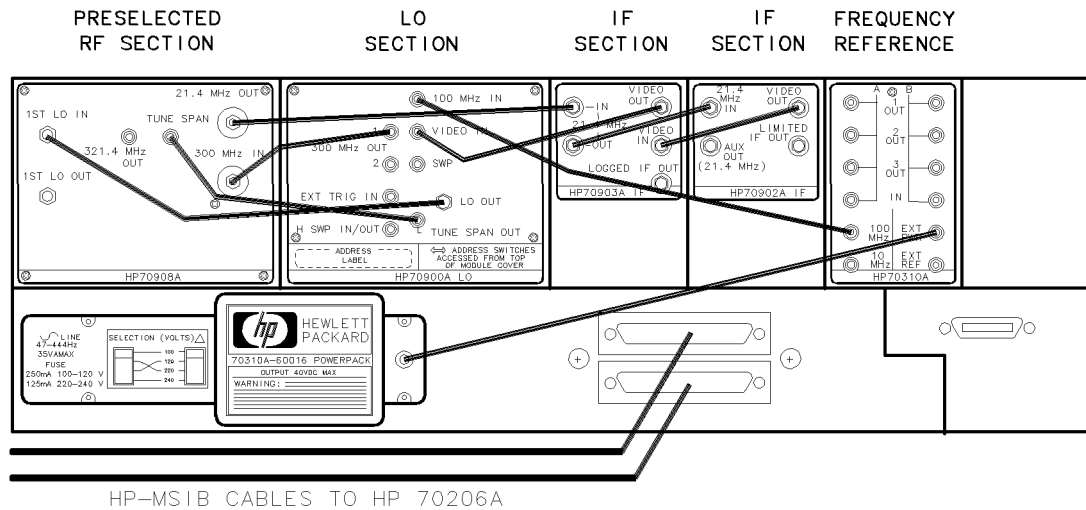 PRESELECTED
RF SECTION
LO
SECTION
IF
SECTION
IF
SECTION
FREQUENCY
REFERENCE
21.4 MHz OUT
1ST LO IN
TUNE SPAN
321.4 MHz
OUT
300 MHz IN
1ST LO OUT
HP70908A
100 MHz IN
1
VIDEO IN
300 MHz OUT
2
SWP
EXT TRIG IN
LO OUT
H SWP IN/OUT
L
TUNE SPAN OUT
ADDRESS
LABEL
ADDRESS SWITCHES
ACCESSED FROM TOP
OF MODULE COVER
HP70900A LO
VIDEO
OUT
IN
21.4 MHz
OUT
VIDEO
IN
LOGGED IF OUT
HP70903A IF
21.4
MHz
IN
VIDEO
OUT
LIMITED
IF OUT
AUX
OUT
(21.4 MHz)
HP70902A IF
A B
1
OUT
2
OUT
3
OUT
IN
100
MHz
EXT
PWR
10
MHz
EXT
REF
HP70310A
LINE
47–444Hz
35VAMAX
FUSE
250mA 100–120 V
125mA 220–240 V
SELECTION (VOLTS)
100
120
220
240
hp
HEWLETT
PACKARD
70310A–60016 POWERPACK
OUTPUT 40VDC MAX
WARNING:
HP–MSIB CABLES TO HP 70206A